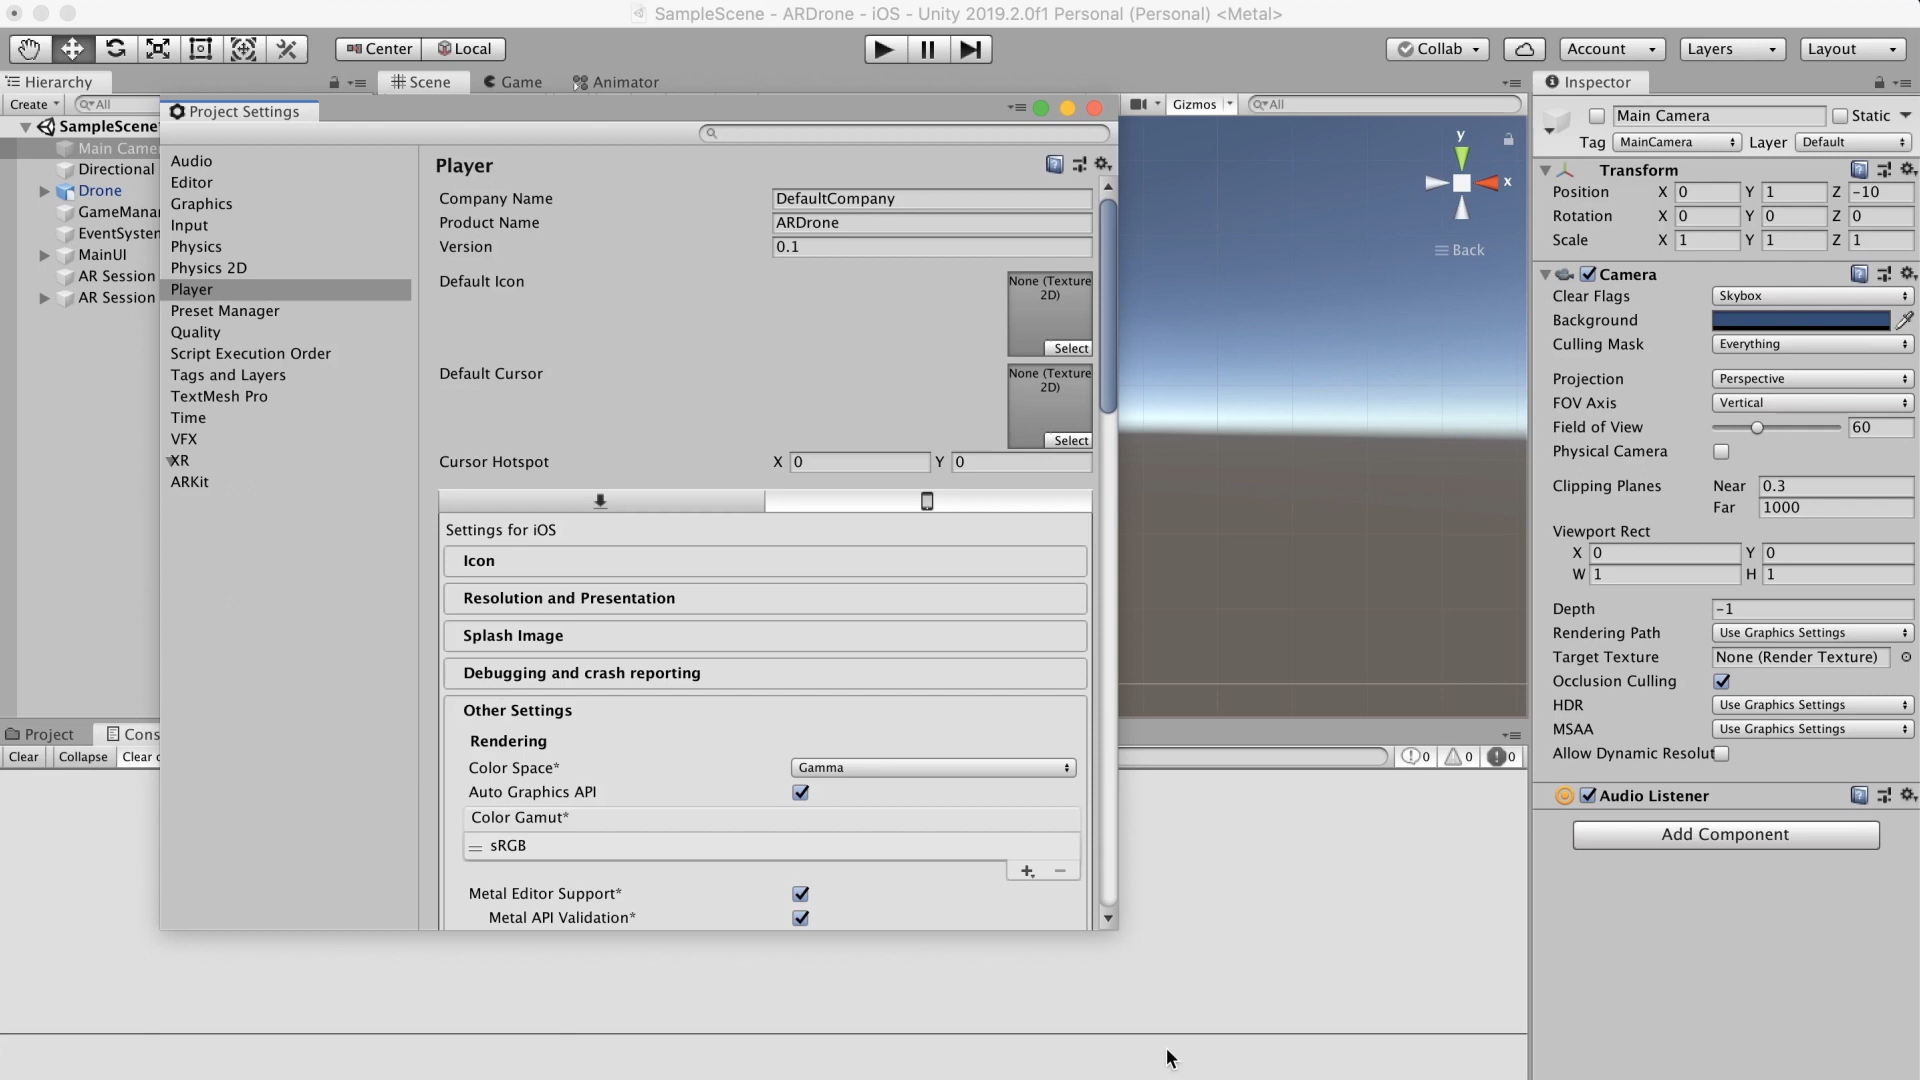 SampleScene - ARDrone - iOS - Unity 2019.2.0f1 Personal (Personal) <Metal>
Center Local Collab Account Layers Layout
Hierarchy Scene Game Animator Inspector
Create All Project Settings Gizmos All Main Camera Static
SampleScene
Tag MainCamera Layer Default
Main Came
Directional
Drone
GameMana
EventSystem
MainUI
AR Session
AR Session
Audio
Editor
Graphics
Input
Physics
Physics 2D
Player
Preset Manager
Quality
Script Execution Order
Tags and Layers
TextMesh Pro
Time
VFX
XR
ARKit
Player
Company Name DefaultCompany
Product Name ARDrone
Version 0.1
Default Icon None (Texture 2D)
Select
Default Cursor None (Texture 2D)
Select
Cursor Hotspot X 0 Y 0
Settings for iOS
Icon
Resolution and Presentation
Splash Image
Debugging and crash reporting
Other Settings
Rendering
Color Space* Gamma
Auto Graphics API
Color Gamut*
sRGB
+ -
Metal Editor Support*
Metal API Validation*
y
x
Back
Transform
Position X 0 Y 1 Z -10
Rotation X 0 Y 0 Z 0
Scale X 1 Y 1 Z 1
Camera
Clear Flags Skybox
Background
Culling Mask Everything
Projection Perspective
FOV Axis Vertical
Field of View 60
Physical Camera
Clipping Planes Near 0.3
Far 1000
Viewport Rect
X 0 Y 0
W 1 H 1
Depth -1
Rendering Path Use Graphics Settings
Target Texture None (Render Texture)
Occlusion Culling
HDR Use Graphics Settings
MSAA Use Graphics Settings
Allow Dynamic Resolut
Audio Listener
Add Component
Project Cons
Clear Collapse Clear o
0 0 0